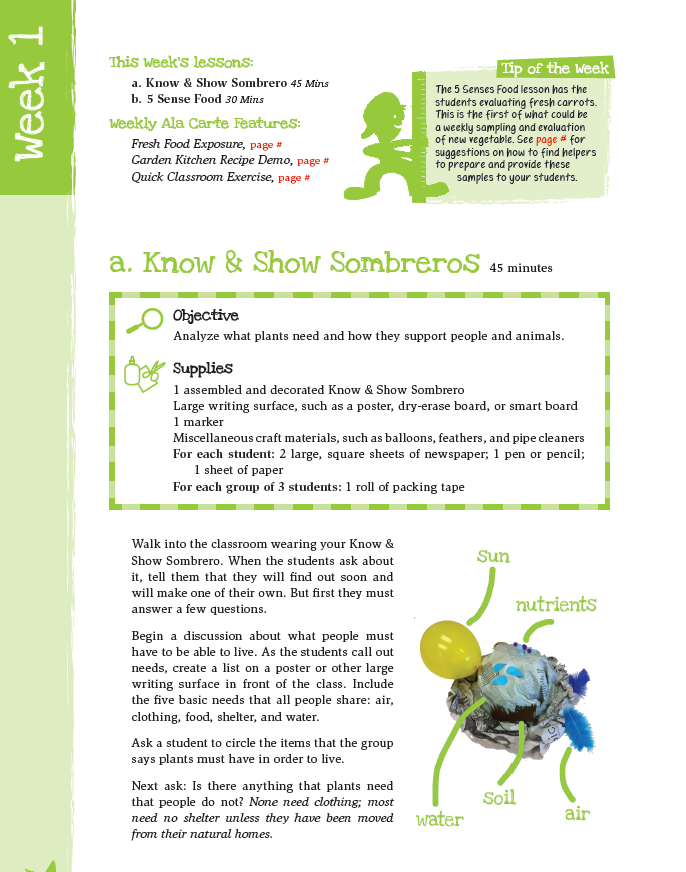 Week 1
This Week's lessons:
a. Know & Show Sombrero 45 Mins
b. 5 Sense Food 30 Mins
Weekly Ala Carte Features:
Fresh Food Exposure, page #
Garden Kitchen Recipe Demo, page #
Quick Classroom Exercise, page #
Tip of the Week
The 5 Senses Food lesson has the
students evaluating fresh carrots.
This is the first of what could be
a weekly sampling and evaluation
of new vegetable. See page # for
suggestions on how to find helpers
to prepare and provide these
samples to your students.
a. Know & Show Sombreros 45 minutes
Objective
Analyze what plants need and how they support people and animals.
Supplies
1 assembled and decorated Know & Show Sombrero
Large writing surface, such as a poster, dry-erase board, or smart board
1 marker
Miscellaneous craft materials, such as balloons, feathers, and pipe cleaners
For each student: 2 large, square sheets of newspaper; 1 pen or pencil;
1 sheet of paper
For each group of 3 students: 1 roll of packing tape
Walk into the classroom wearing your Know &
Show Sombrero. When the students ask about
it, tell them that they will find out soon and
will make one of their own. But first they must
answer a few questions.
Begin a discussion about what people must
have to be able to live. As the students call out
needs, create a list on a poster or other large
writing surface in front of the class. Include
the five basic needs that all people share: air,
clothing, food, shelter, and water.
Ask a student to circle the items that the group
says plants must have in order to live.
Next ask: Is there anything that plants need
that people do not? None need clothing; most
need no shelter unless they have been moved
from their natural homes.
sun
nutrients
soil
air
water